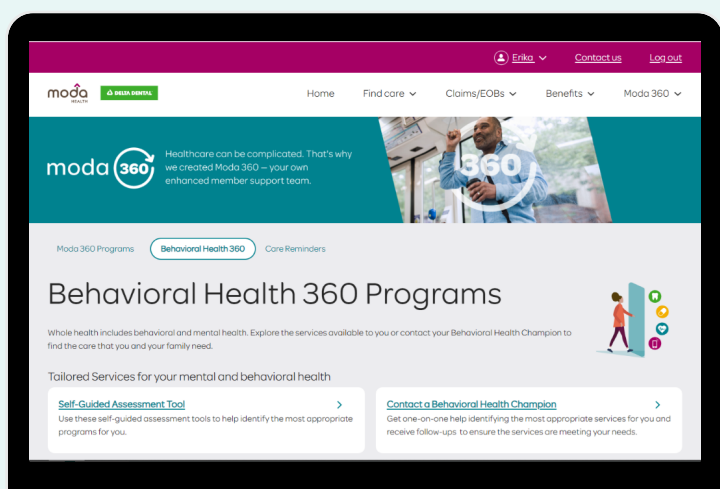 Erika
Contact us
Log out
moda
HEALTH
DELTA DENTAL
Home
Find care
Claims/EOBs
Benefits
Moda 360
moda 360
Healthcare can be complicated. That's why
we created Moda 360 – your own
enhanced member support team.
360
Moda 360 Programs
Behavioral Health 360
Care Reminders
Behavioral Health 360 Programs
Whole health includes behavioral and mental health. Explore the services available to you or contact your Behavioral Health Champion to
find the care that you and your family need.
Tailored Services for your mental and behavioral health
Self-Guided Assessment Tool
Use these self-guided assessment tools to help identify the most appropriate
programs for you.
Contact a Behavioral Health Champion
Get one-on-one help identifying the most appropriate services for you and
receive follow-ups to ensure the services are meeting your needs.